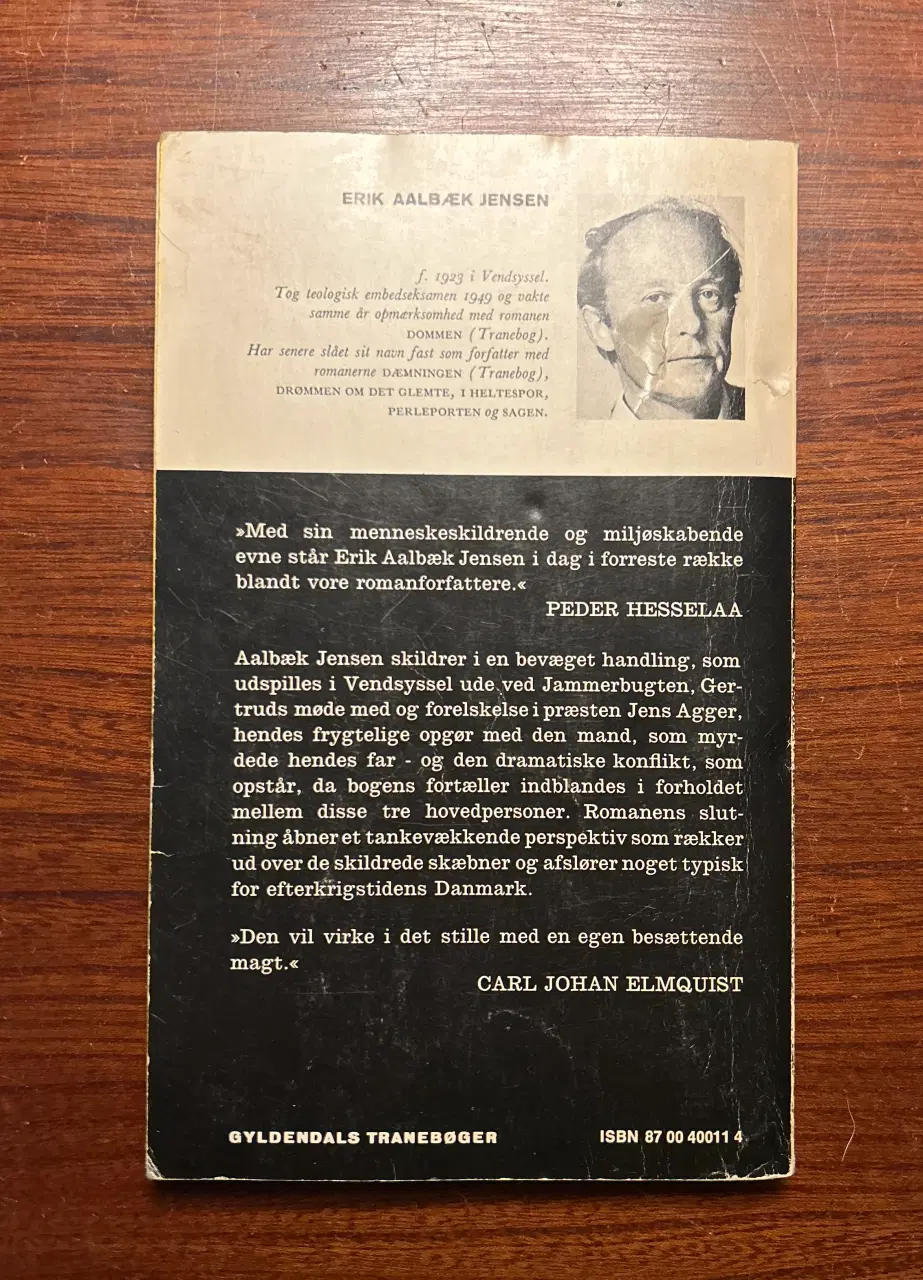 ERIK AALBÆK JENSEN
f. 1923 i Vendsyssel.
Tog teologisk embedseksamen 1949 og vakte
samme år opmærksomhed med romanen
DOMMEN (Tranebog).
Har senere slået sit navn fast som forfatter med
romanerne DÆMNINGEN (Tranebog),
DRØMMEN OM DET GLEMTE, I HELTESPOR,
PERLEPORTEN og SAGEN.
»Med sin menneskeskildrende og miljøskabende
evne står Erik Aalbæk Jensen i dag i forreste række
blandt vore romanforfattere.«
PEDER HESSELAA
Aalbæk Jensen skildrer i en bevæget handling, som
udspilles i Vendsyssel ude ved Jammerbugten, Ger-
truds møde med og forelskelse i præsten Jens Agger,
hendes frygtelige opgør med den mand, som myr-
dede hendes far - og den dramatiske konflikt, som
opstår, da bogens fortæller indblandes i forholdet
mellem disse tre hovedpersoner. Romanens slut-
ning åbner et tankevækkende perspektiv som rækker
ud over de skildrede skæbner og afslører noget typisk
for efterkrigstidens Danmark.
»Den vil virke i det stille med en egen besættende
magt.«
CARL JOHAN ELMQUIST
GYLDENDALS TRANEBØGER
ISBN 87 00 40011 4